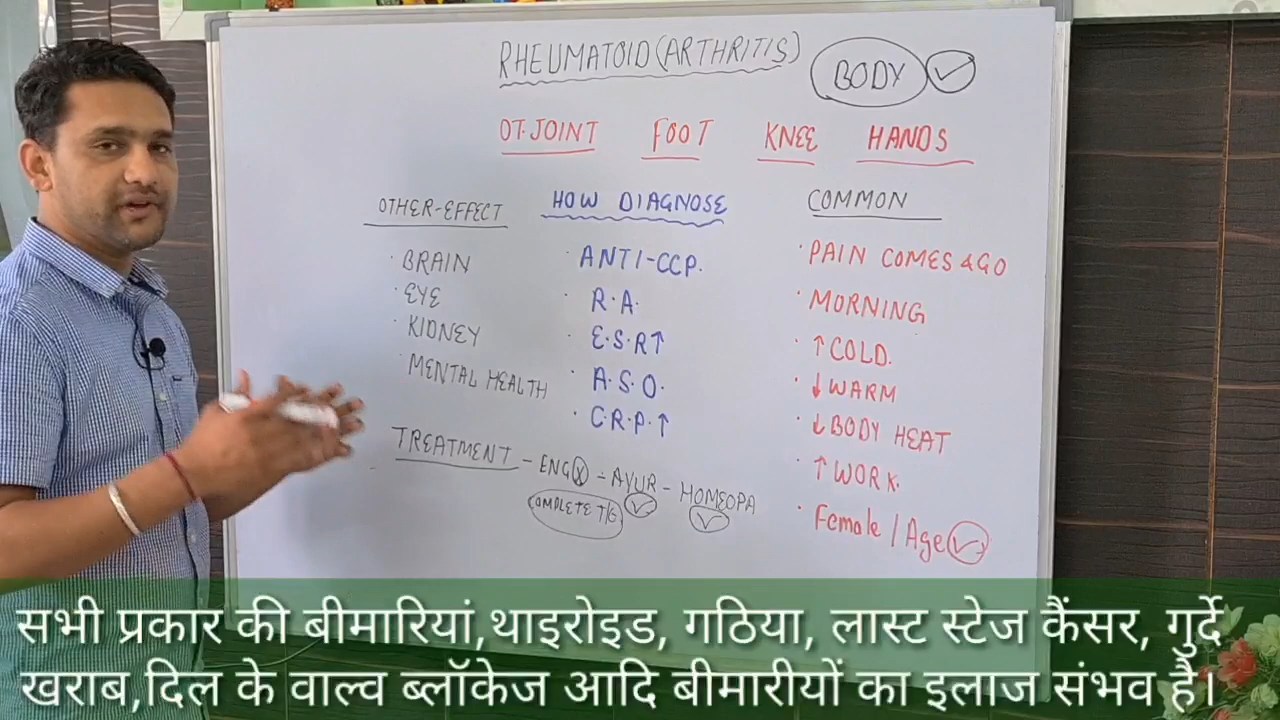 RHEUMATOID (ARTHRITIS) BODY
OT. JOINT FOOT KNEE HANDS
OTHER-EFFECT
· BRAIN
· EYE
· KIDNEY
· MENTAL HEALTH
HOW DIAGNOSE
· ANTI-CCP.
· R.A.
· E.S.R↑
· A.S.O.
· C.R.P.↑
COMMON
· PAIN COMES & GO
· MORNING
· ↑ COLD.
· ↓ WARM
· ↓ BODY HEAT
· ↑ WORK.
· Female / Age ✓
TREATMENT - ENG x - AYUR - HOMEOPA
✓ ✓
सभी प्रकार की बीमारियां,थाइरोइड, गठिया, लास्ट स्टेज कैंसर, गुर्दे
खराब,दिल के वाल्व ब्लॉकेज आदि बीमारीयों का इलाज संभव है।